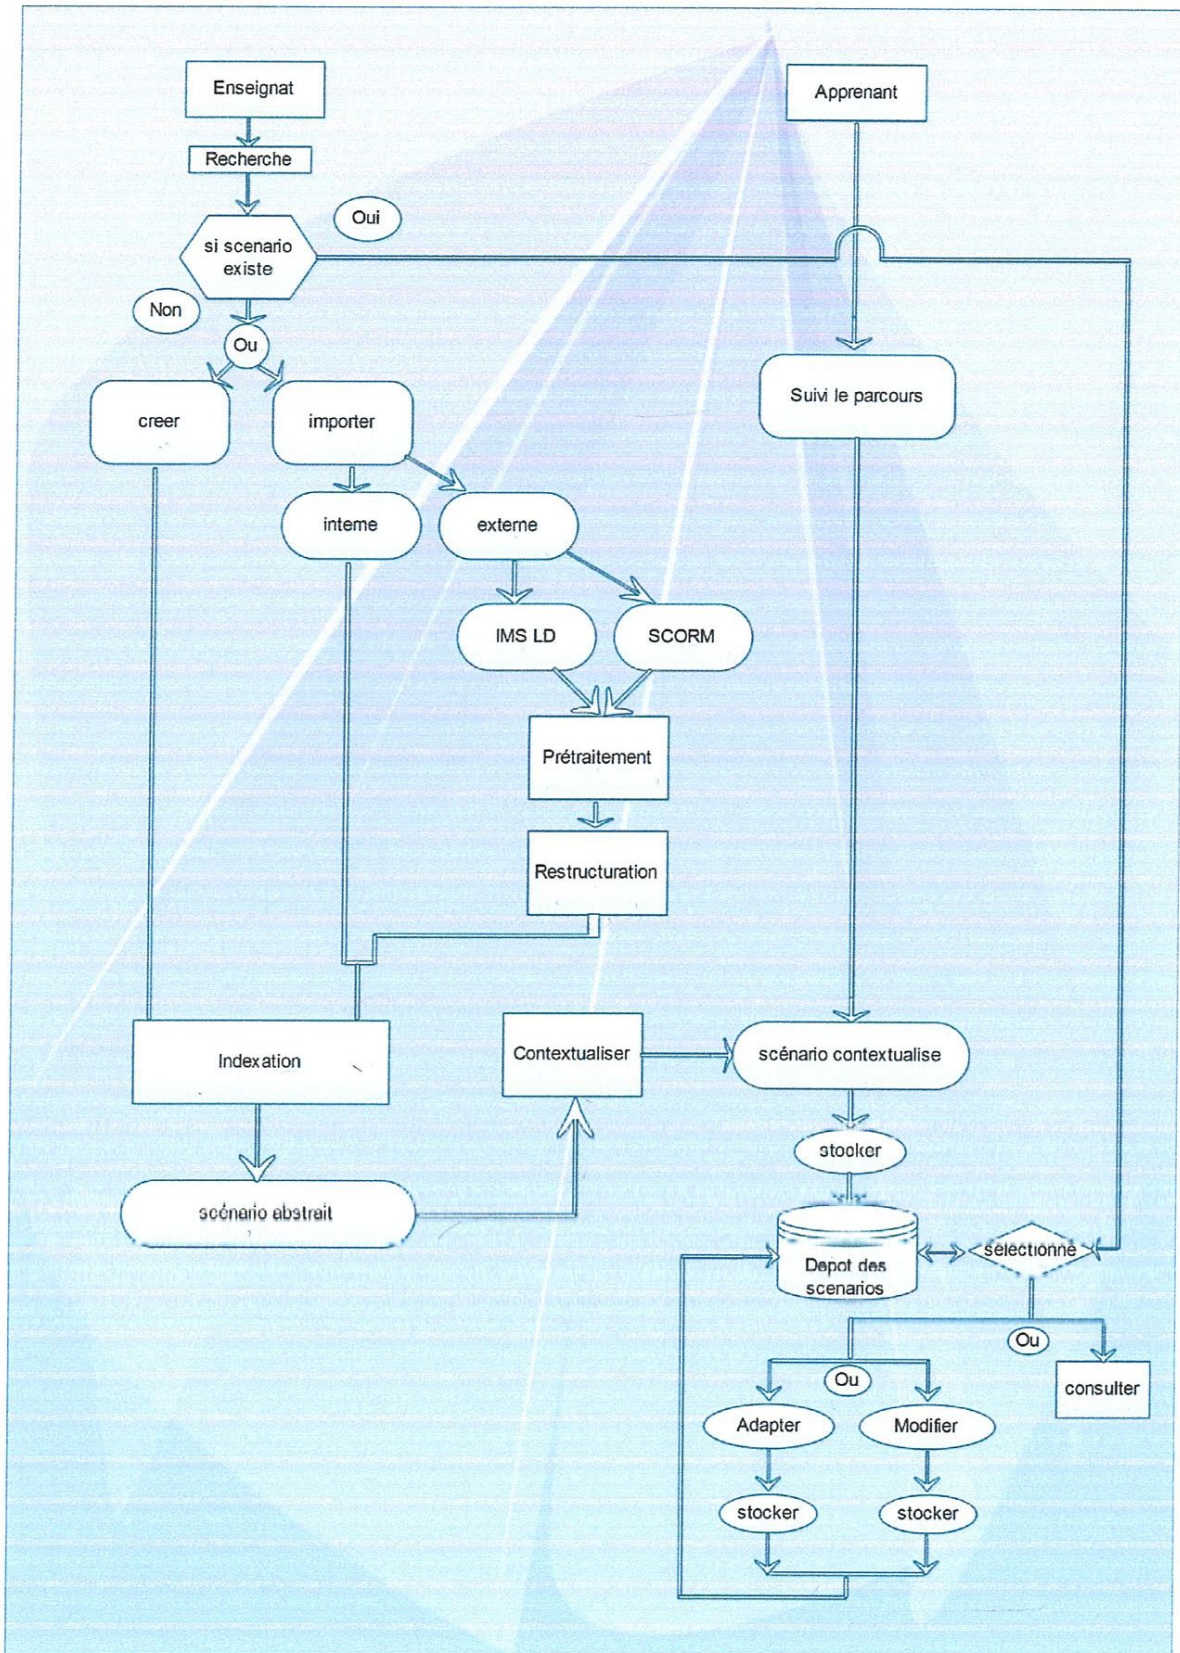 Enseignat
Apprenant
Recherche
Oui
si scenario
existe
Non
Ou
creer
importer
Suivi le parcours
interne
externe
IMS LD
SCORM
Prétraitement
Restructuration
Indexation
Contextualiser
scénario contextualise
stocker
scénario abstrait
Depot des
scenarios
selectionne
Ou
Ou
consulter
Adapter
Modifier
stocker
stocker